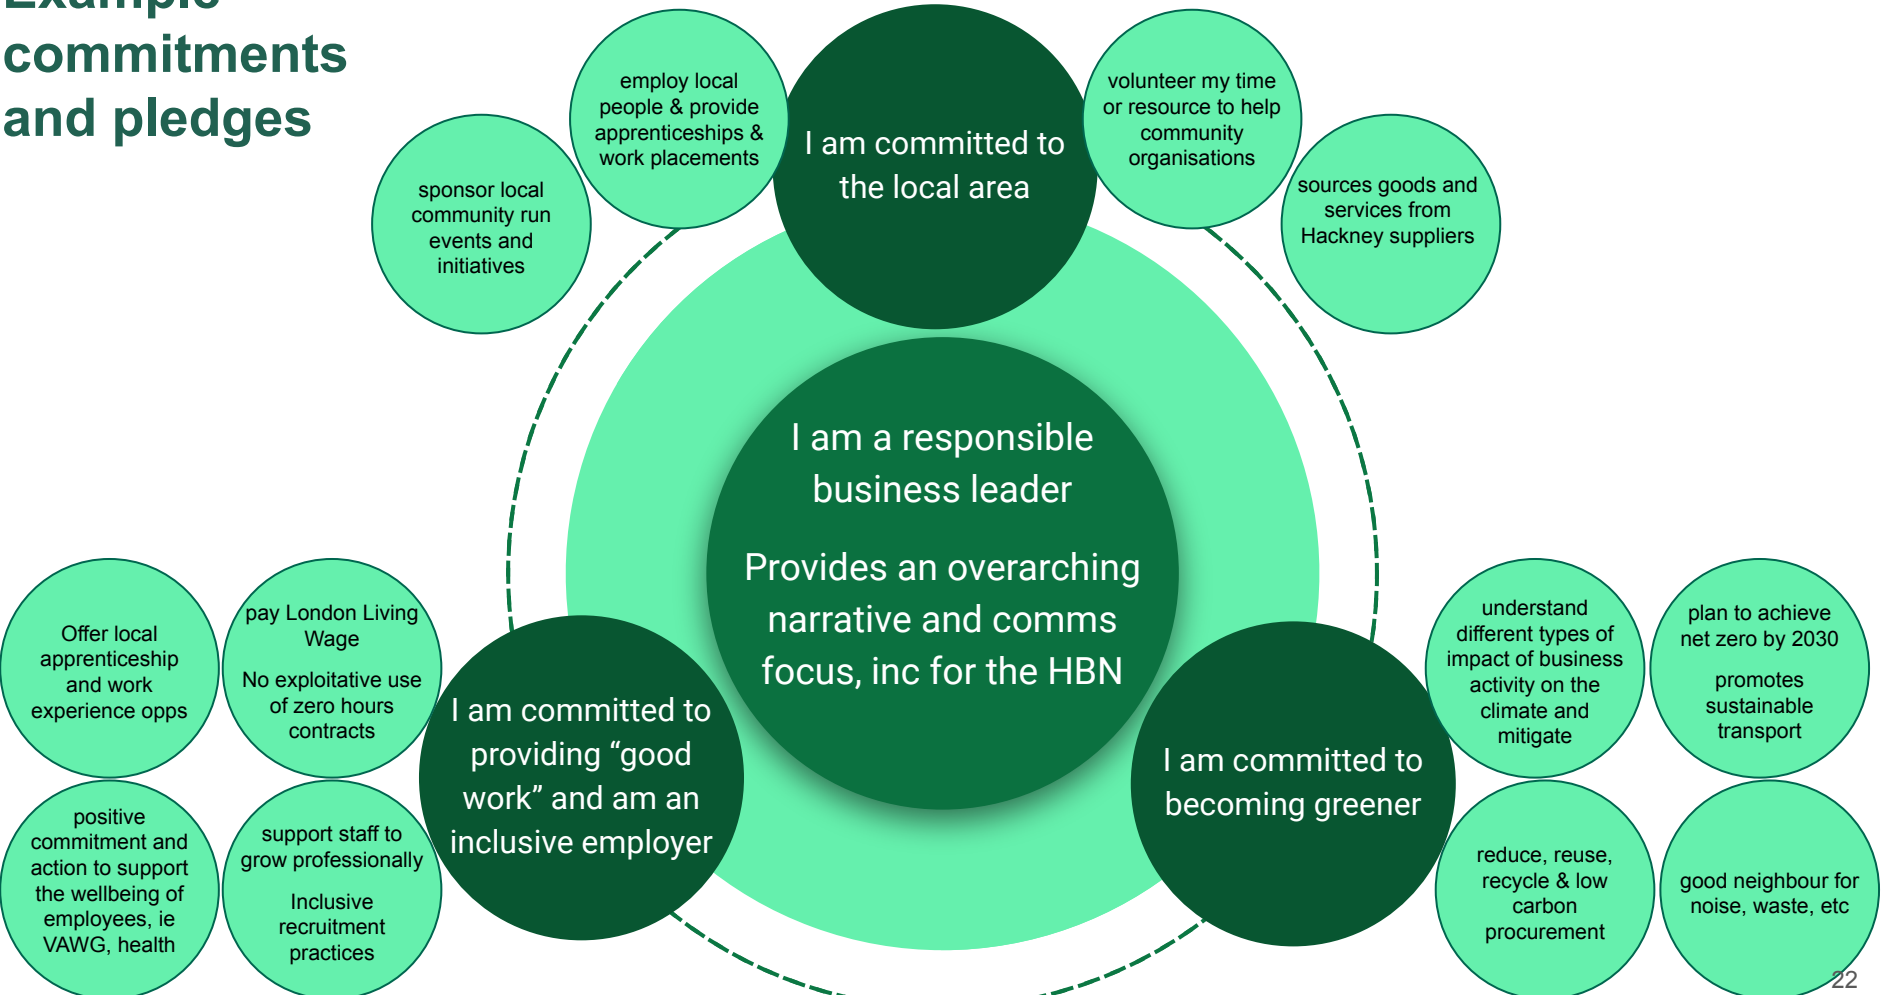 Example
commitments
and pledges
employ local
people & provide
apprenticeships &
work placements
I am committed to
the local area
volunteer my time
or resource to help
community
organisations
sponsor local
community run
events and
initiatives
sources goods and
services from
Hackney suppliers
I am a responsible
business leader
Provides an overarching
narrative and comms
focus, inc for the HBN
Offer local
apprenticeship
and work
experience opps
pay London Living
Wage
No exploitative use
of zero hours
contracts
positive
commitment and
action to support
the wellbeing of
employees, ie
VAWG, health
support staff to
grow professionally
Inclusive
recruitment
practices
I am committed to
providing “good
work” and am an
inclusive employer
I am committed to
becoming greener
understand
different types of
impact of business
activity on the
climate and
mitigate
plan to achieve
net zero by 2030
promotes
sustainable
transport
reduce, reuse,
recycle & low
carbon
procurement
good neighbour for
noise, waste, etc
22